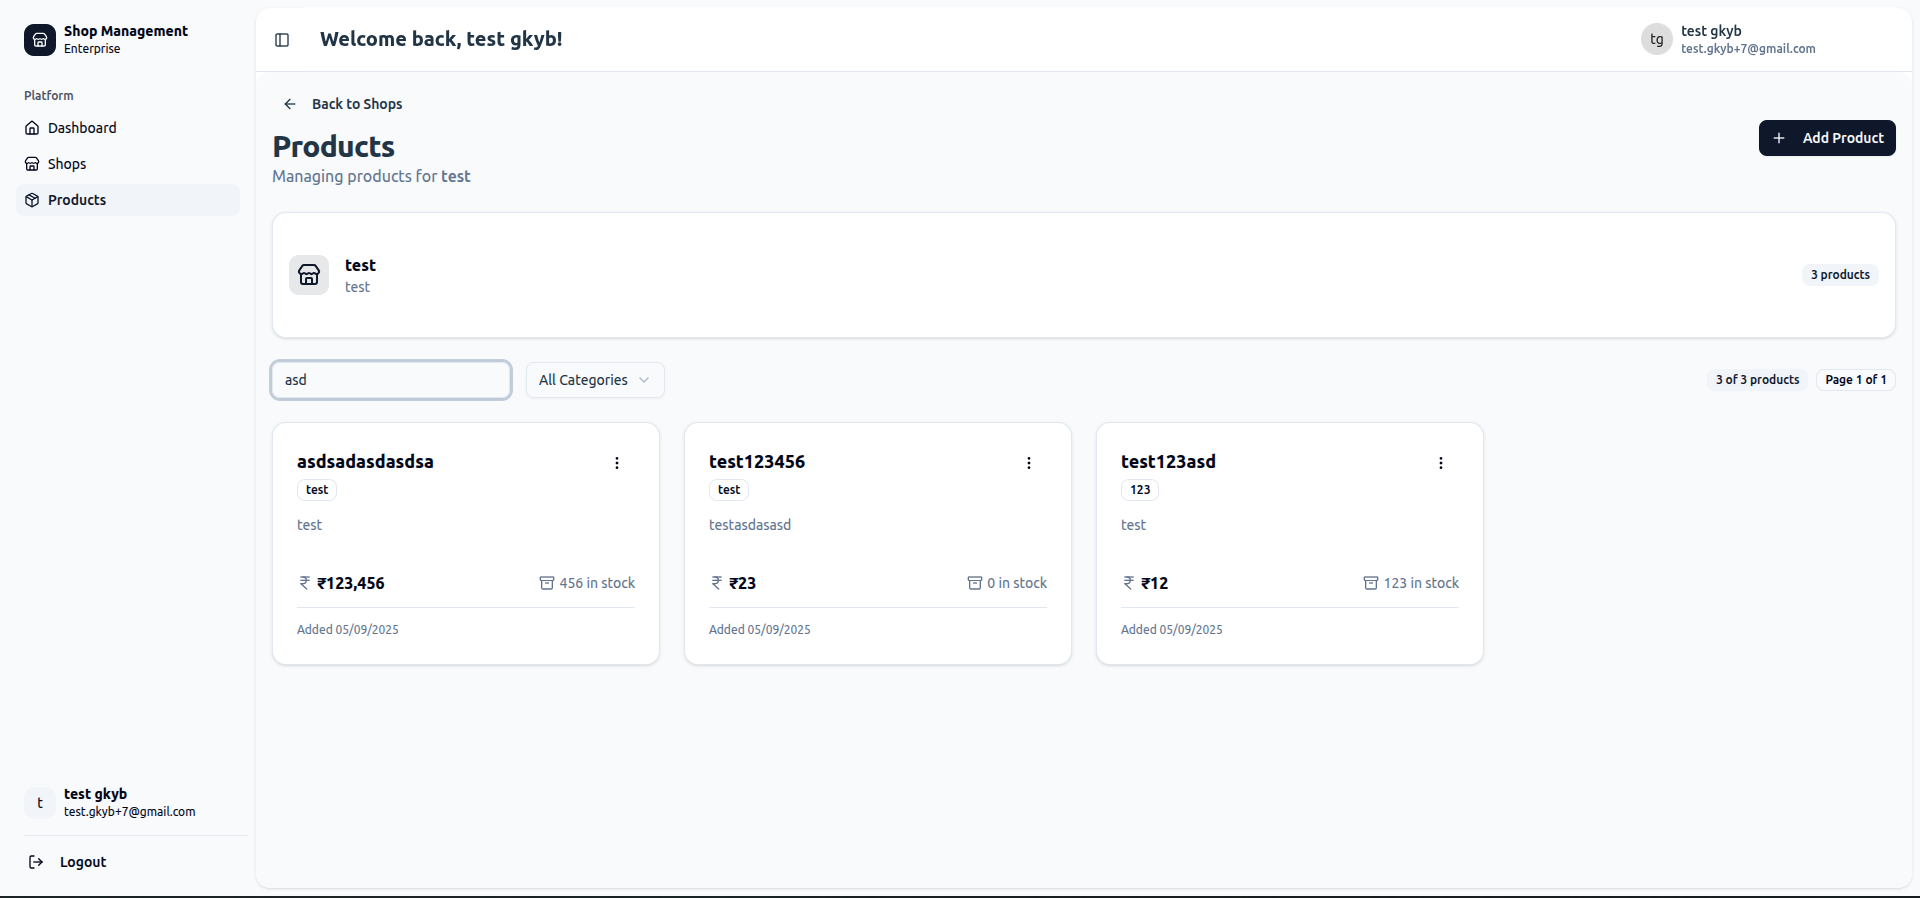 Shop Management
Enterprise
Platform
Dashboard
Shops
Products
test gkyb
test.gkyb+7@gmail.com
Logout
Welcome back, test gkyb!
tg
test gkyb
test.gkyb+7@gmail.com
Back to Shops
Products
Managing products for test
Add Product
test
test
3 products
asd
All Categories
3 of 3 products
Page 1 of 1
asdsadasdasdsa
test
test
₹ ₹123,456
456 in stock
Added 05/09/2025
test123456
test
testasdasasd
₹ ₹23
0 in stock
Added 05/09/2025
test123asd
123
test
₹ ₹12
123 in stock
Added 05/09/2025
t